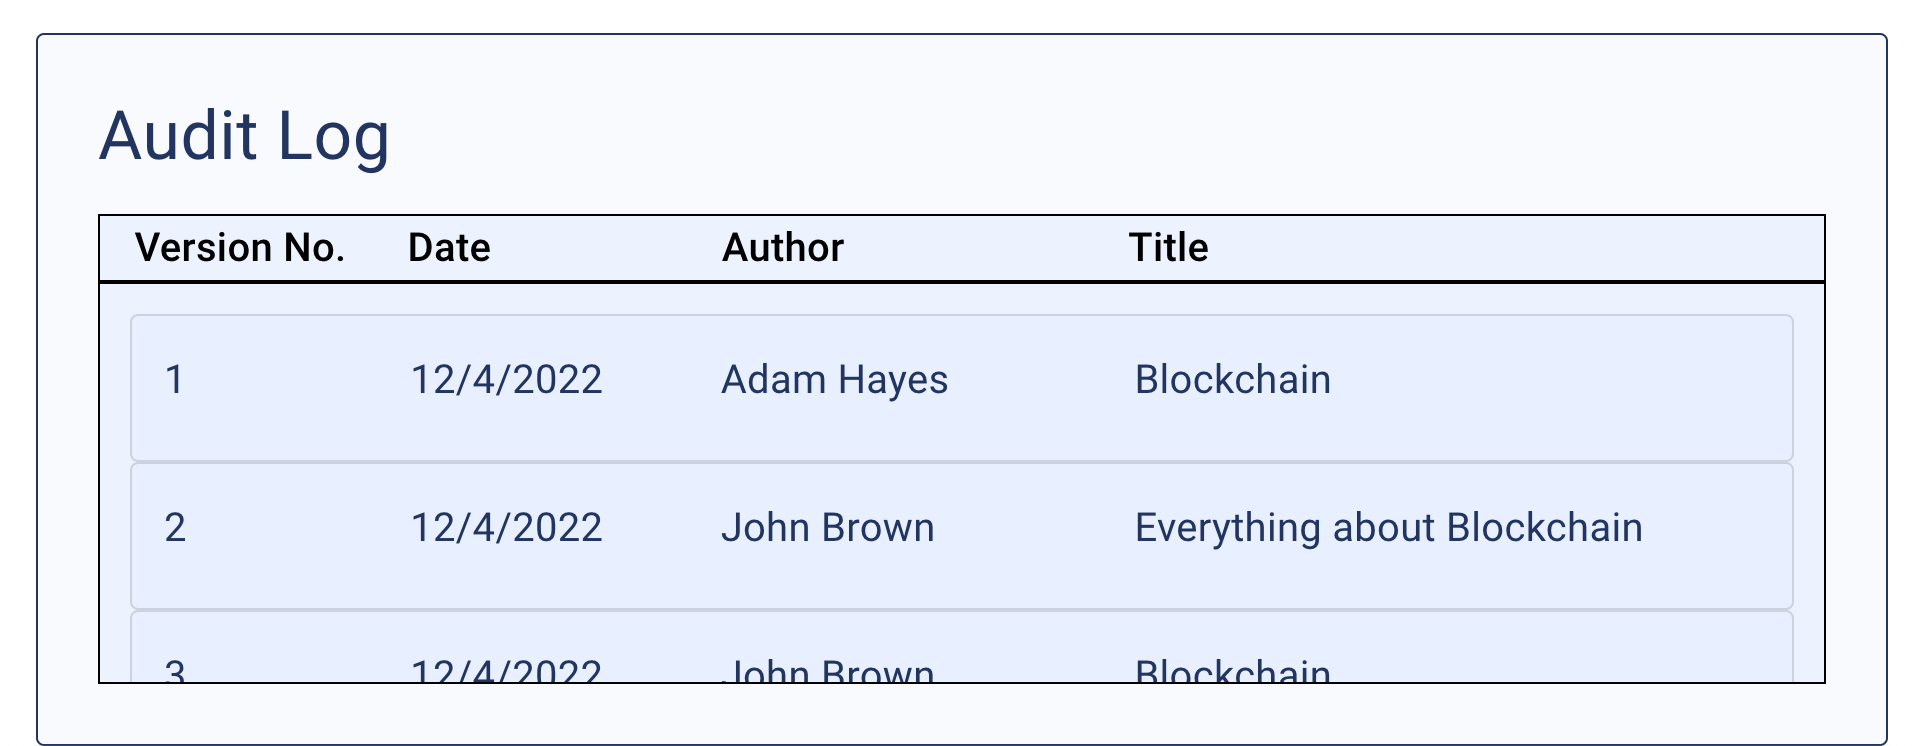 Audit Log
Version No. Date Author Title
1 12/4/2022 Adam Hayes Blockchain
2 12/4/2022 John Brown Everything about Blockchain
3 12/4/2022 John Brown Blockchain